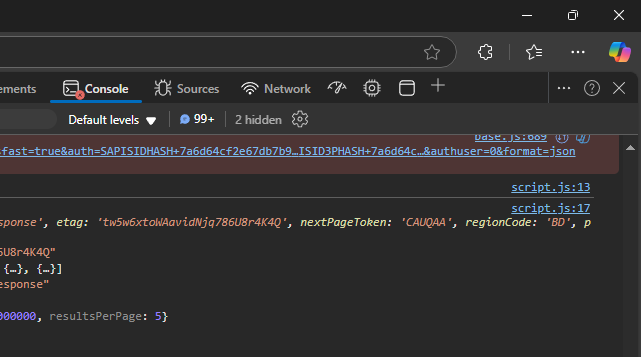 ements Console Sources Network
Default levels 99+ 2 hidden
base.js:689
sfast=true&auth=SAPISIDHASH+7a6d64cf2e67db7b9…ISID3PHASH+7a6d64c…&authuser=0&format=json
script.js:13
script.js:17
sponse', etag: 'tw5w6xtoWAavidNjq786U8r4K4Q', nextPageToken: 'CAUQAA', regionCode: 'BD', p
6U8r4K4Q"
{…}, {…}]
esponse"
000000, resultsPerPage: 5}